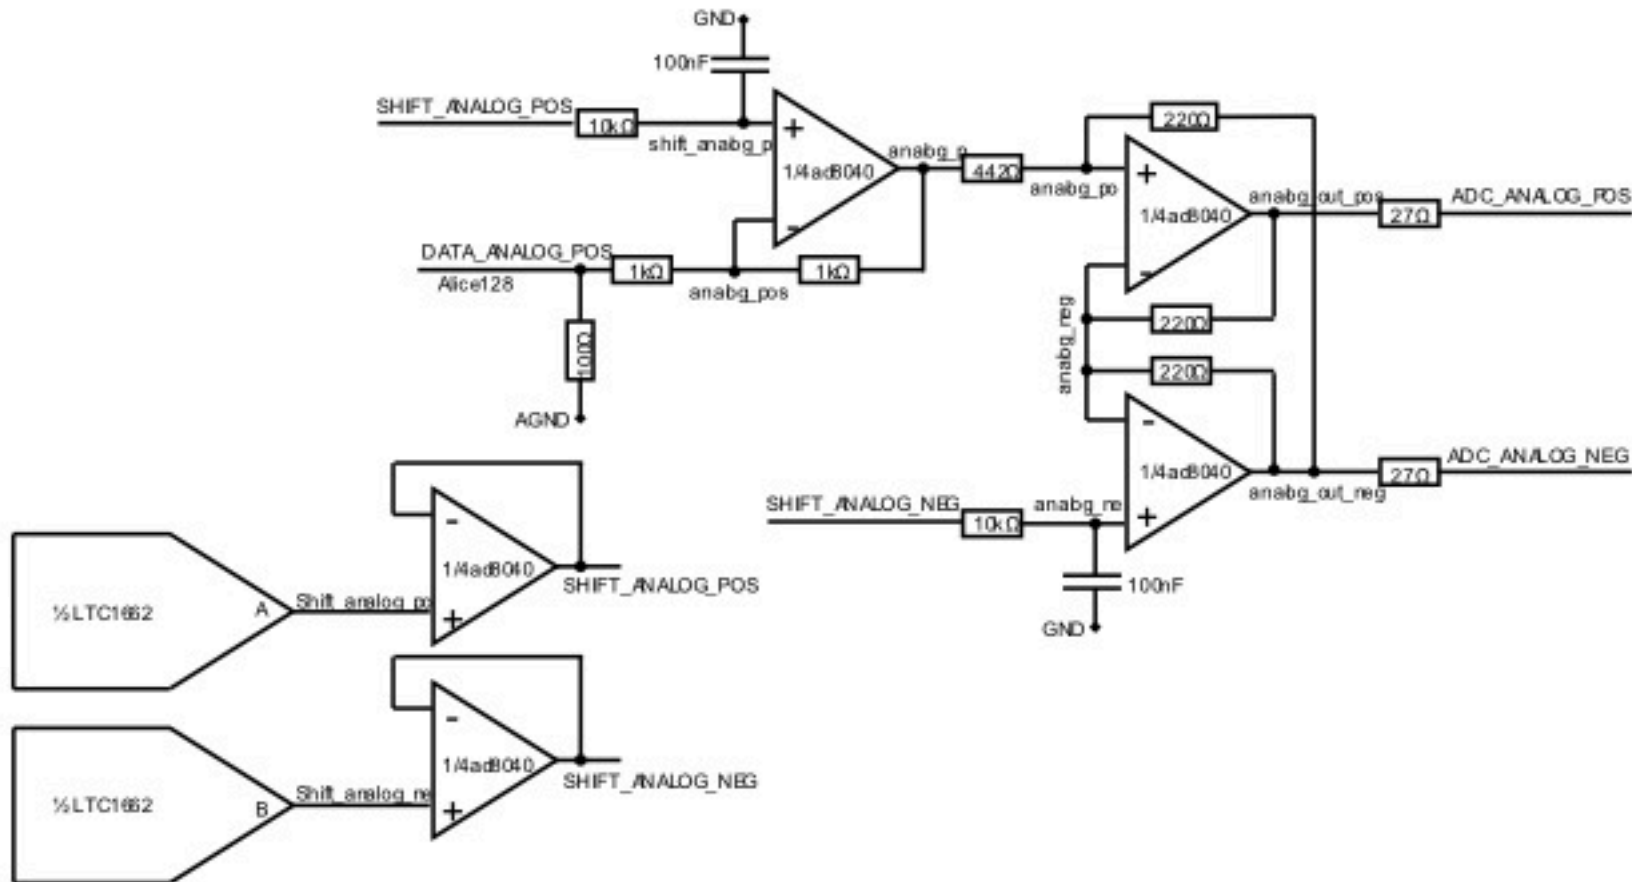 GND
100nF
SHIFT_ANALOG_POS
10kΩ
shift_analog_p
+
1/4ad8040
-
analog_p
442Ω
analog_po
220Ω
+
1/4ad8040
-
analog_out_pos
27Ω
ADC_ANALOG_POS
DATA_ANALOG_POS
Alice128
1kΩ
analog_pos
1kΩ
100Ω
AGND
analog_neg
220Ω
220Ω
-
1/4ad8040
+
analog_out_neg
27Ω
ADC_ANALOG_NEG
SHIFT_ANALOG_NEG
10kΩ
analog_ne
100nF
GND
½LTC1662
A
Shift_analog_po
-
1/4ad8040
+
SHIFT_ANALOG_POS
½LTC1662
B
Shift_analog_ne
-
1/4ad8040
+
SHIFT_ANALOG_NEG